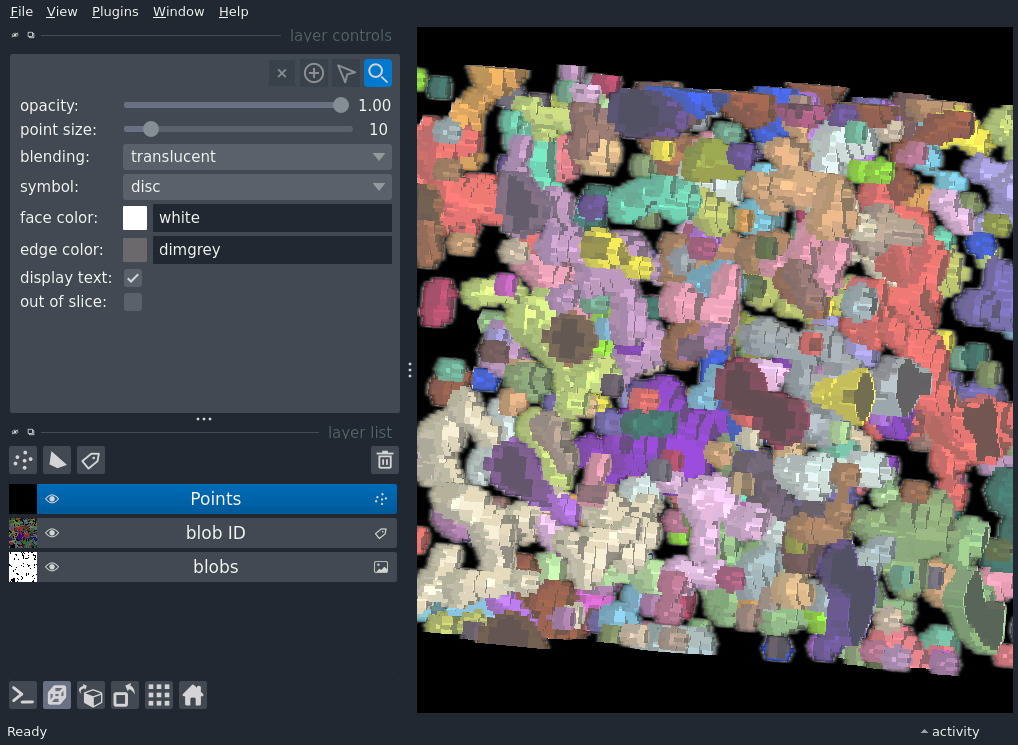 File View Plugins Window Help
layer controls
opacity: 1.00
point size: 10
blending: translucent
symbol: disc
face color: white
edge color: dimgrey
display text:
out of slice:
layer list
Points
blob ID
blobs
Ready activity